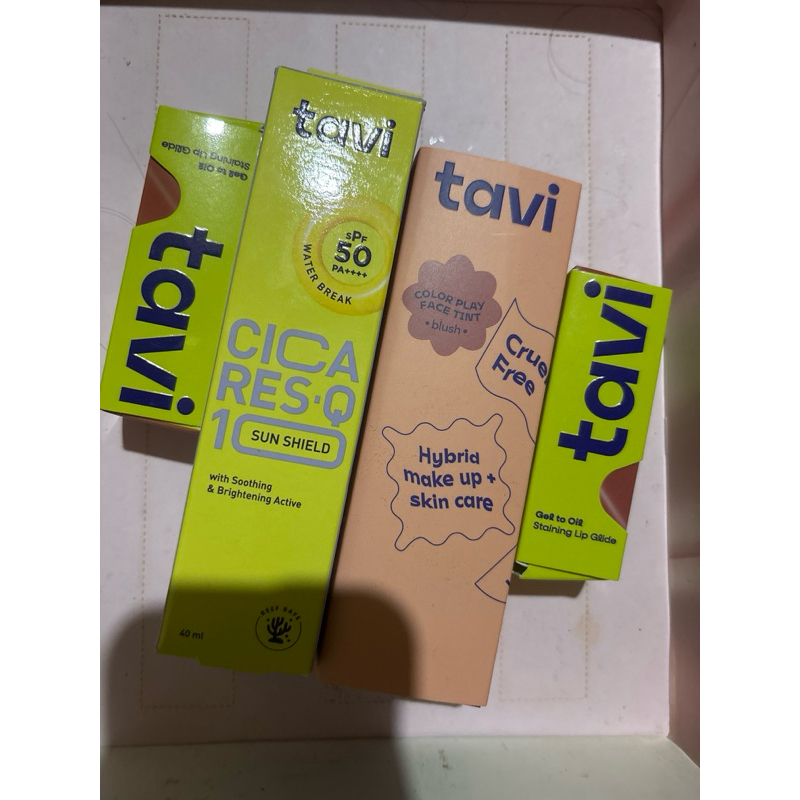 Gel to Oil
Staining Lip Glide
tavi
tavi
SPF
50
PA++++
WATER BREAK
CICA
RES·Q
10
SUN SHIELD
with Soothing
& Brightening Active
40 ml
REEF SAFE
tavi
COLOR PLAY
FACE TINT
• blush •
Free
Hybrid
make up +
skin care
tavi
Gel to Oil
Staining Lip Glide